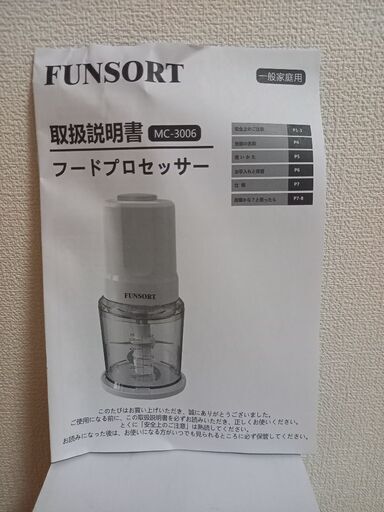 FUNSORT
一般家庭用
取扱説明書 MC-3006
フードプロセッサー
安全上のご注意 P1-3
各部の名称 P4
使いかた P5
お手入れと保管 P6
仕様 P7
故障かな?と思ったら P7-8
FUNSORT
このたびはお買い上げいただき、誠にありがとうございました。
ご使用になる前に、この取扱説明書を必ずお読みいただき、正しくお使いください。
とくに「安全上のご注意」は熟読してください。
お読みになった後は、お使いになる方がいつでも見られるところに必ず保管してください。